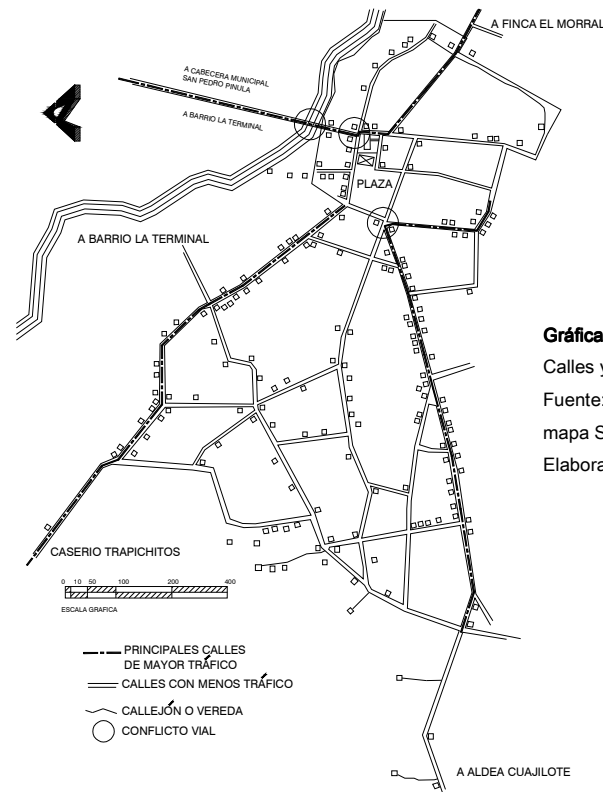 A FINCA EL MORRAL
A CABECERA MUNICIPAL
SAN PEDRO PINULA
A BARRIO LA TERMINAL
PLAZA
A BARRIO LA TERMINAL
Gráfica
Calles y
Fuente:
mapa S
Elabora
CASERIO TRAPICHITOS
0 10 50 100 200 400
ESCALA GRAFICA
PRINCIPALES CALLES
DE MAYOR TRÁFICO
CALLES CON MENOS TRÁFICO
CALLEJÓN O VEREDA
CONFLICTO VIAL
A ALDEA CUAJILOTE